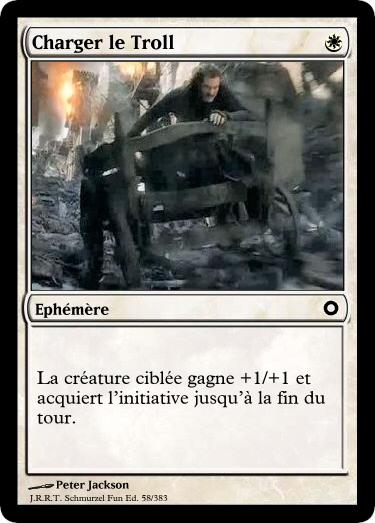 Charger le Troll
Ephémère
La créature ciblée gagne +1/+1 et
acquiert l'initiative jusqu'à la fin du
tour.
Peter Jackson
J.R.R.T. Schmurzel Fun Ed. 58/383